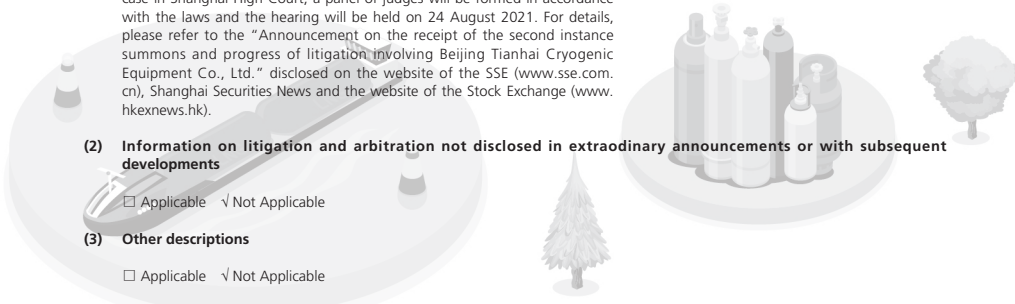 case in Shanghai High Court, a panel of judges will be formed in accordance
with the laws and the hearing will be held on 24 August 2021. For details,
please refer to the “Announcement on the receipt of the second instance
summons and progress of litigation involving Beijing Tianhai Cryogenic
Equipment Co., Ltd.” disclosed on the website of the SSE (www.sse.com.
cn), Shanghai Securities News and the website of the Stock Exchange (www.
hkexnews.hk).
(2) Information on litigation and arbitration not disclosed in extraodinary announcements or with subsequent
developments
☐ Applicable √ Not Applicable
(3) Other descriptions
☐ Applicable √ Not Applicable